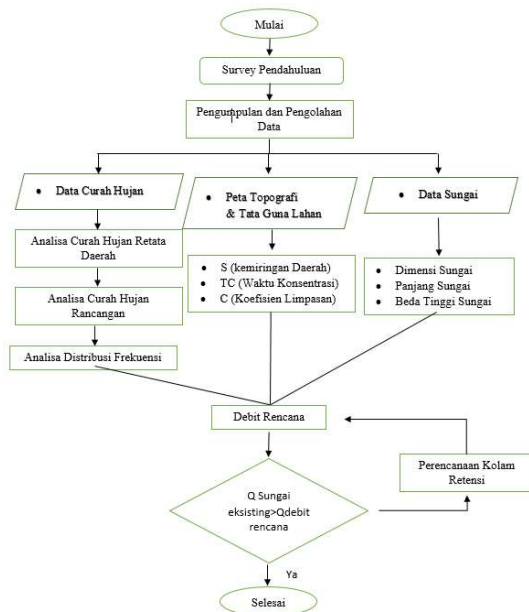 Mulai
Survey Pendahuluan
Pengumpulan dan Pengolahan
Data
• Data Curah Hujan
• Peta Topografi
& Tata Guna Lahan
• Data Sungai
Analisa Curah Hujan Retata
Daerah
• S (kemiringan Daerah)
• TC (Waktu Konsentrasi)
• C (Koefisien Limpasan)
• Dimensi Sungai
• Panjang Sungai
• Beda Tinggi Sungai
Analisa Curah Hujan
Rancangan
Analisa Distribusi Frekuensi
Debit Rencana
Perencanaan Kolam
Retensi
Q Sungai
eksisting>Qdebit
rencana
Ya
Selesai